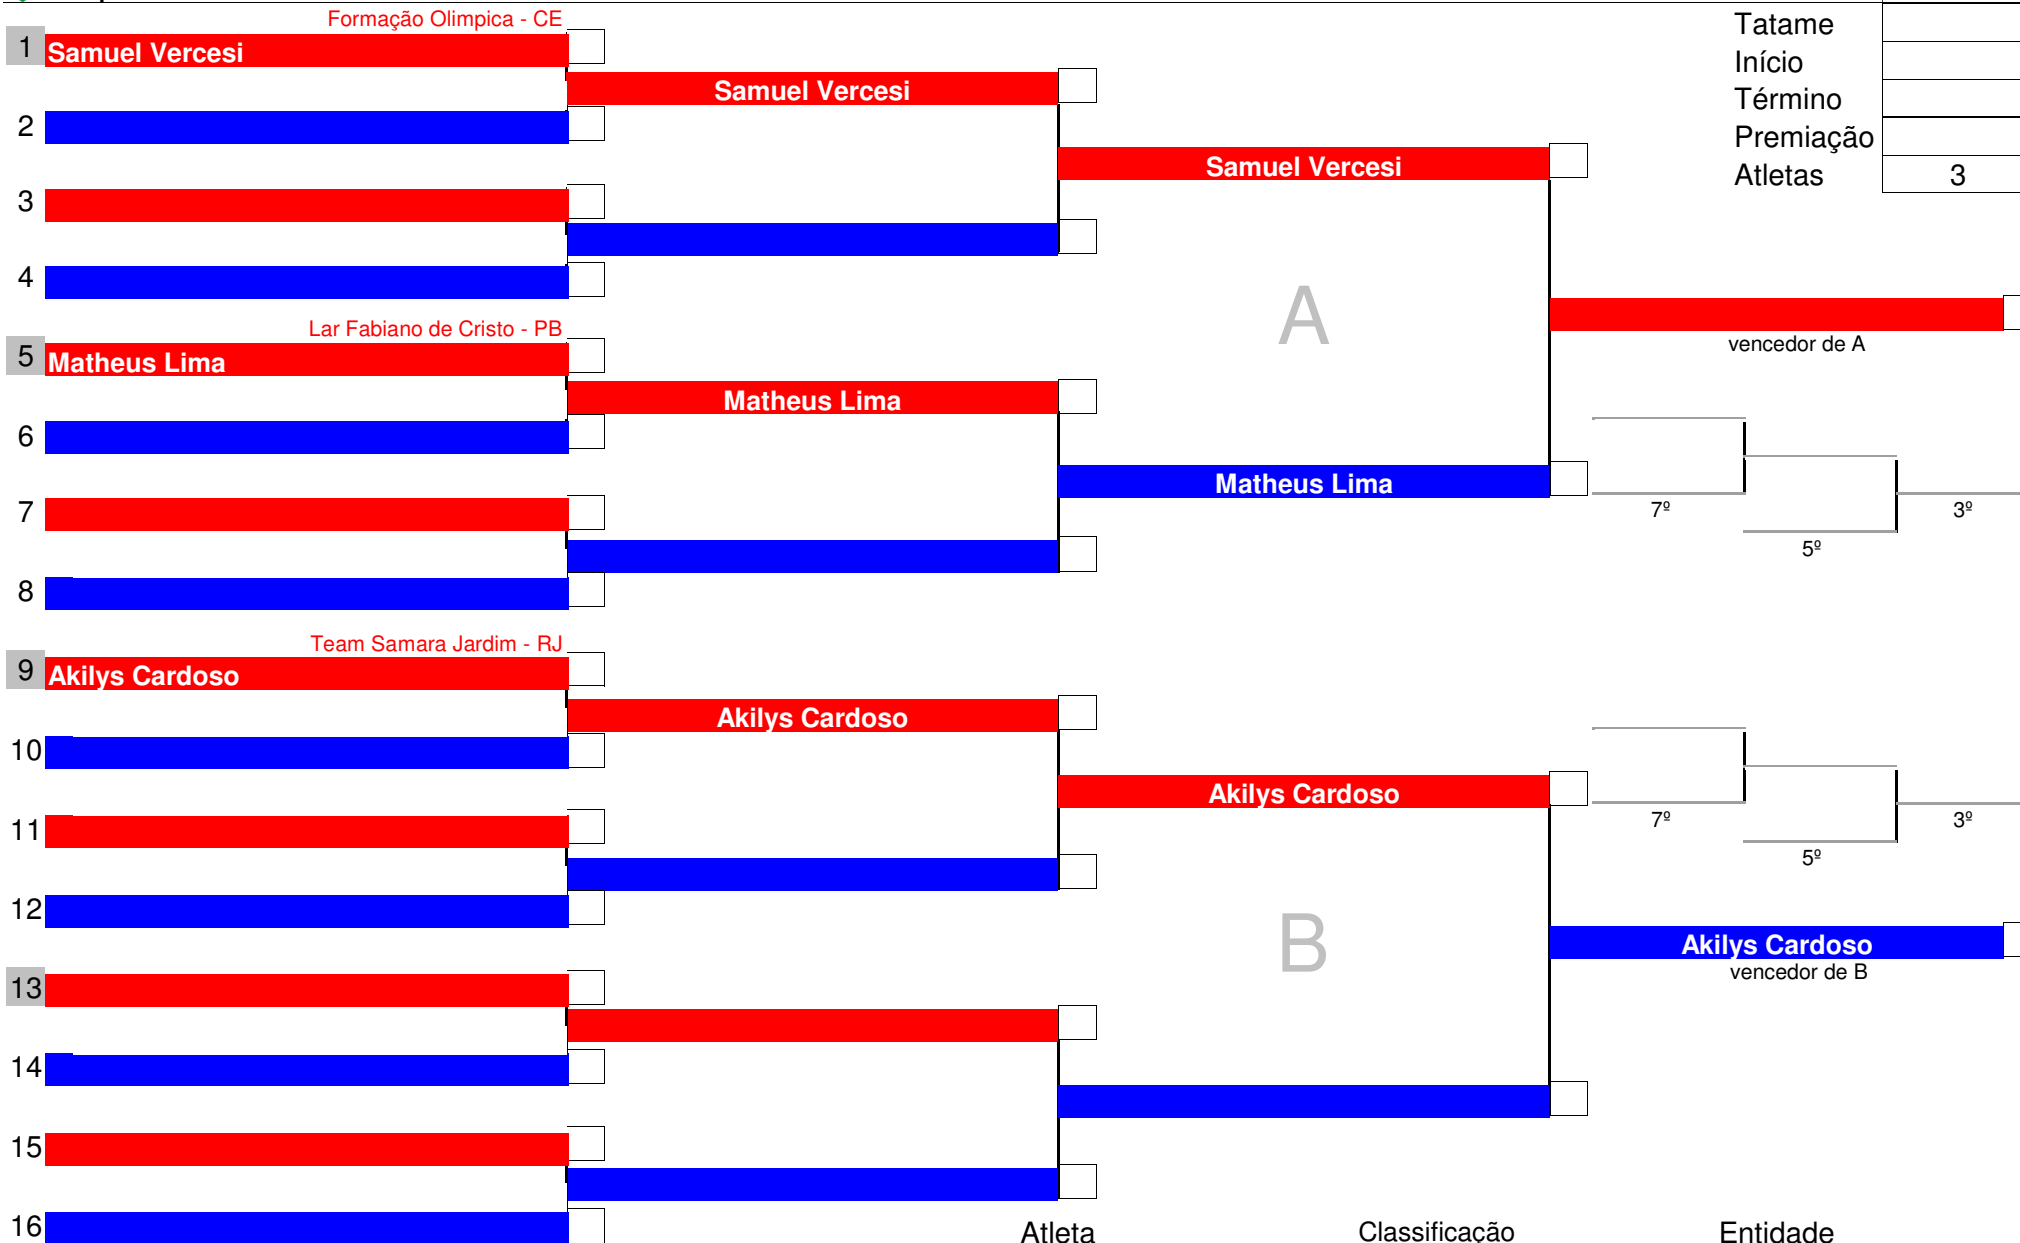 Formação Olimpica - CE
1 Samuel Vercesi
Samuel Vercesi
2
Samuel Vercesi
3
4
Tatame
Início
Término
Premiação
Atletas 3
A
vencedor de A
Lar Fabiano de Cristo - PB
5 Matheus Lima
Matheus Lima
6
Matheus Lima
7
8
7º
3º
5º
Team Samara Jardim - RJ
9 Akilys Cardoso
Akilys Cardoso
10
Akilys Cardoso
11
12
7º
3º
5º
B
Akilys Cardoso
vencedor de B
13
14
15
16
Atleta Classificação Entidade